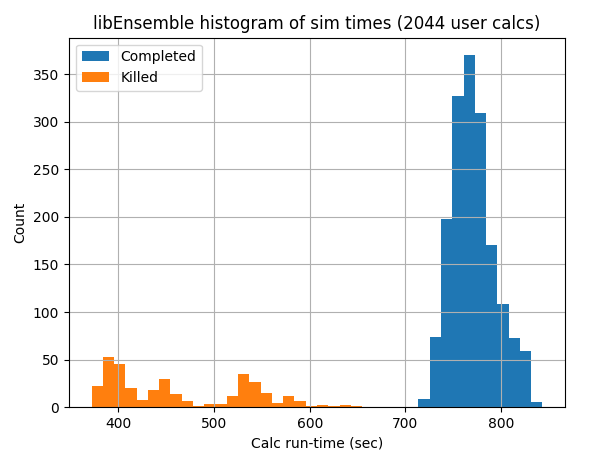 libEnsemble histogram of sim times (2044 user calcs)
Completed
Killed
350
300
250
200
150
100
50
0
Count
400 500 600 700 800
Calc run-time (sec)